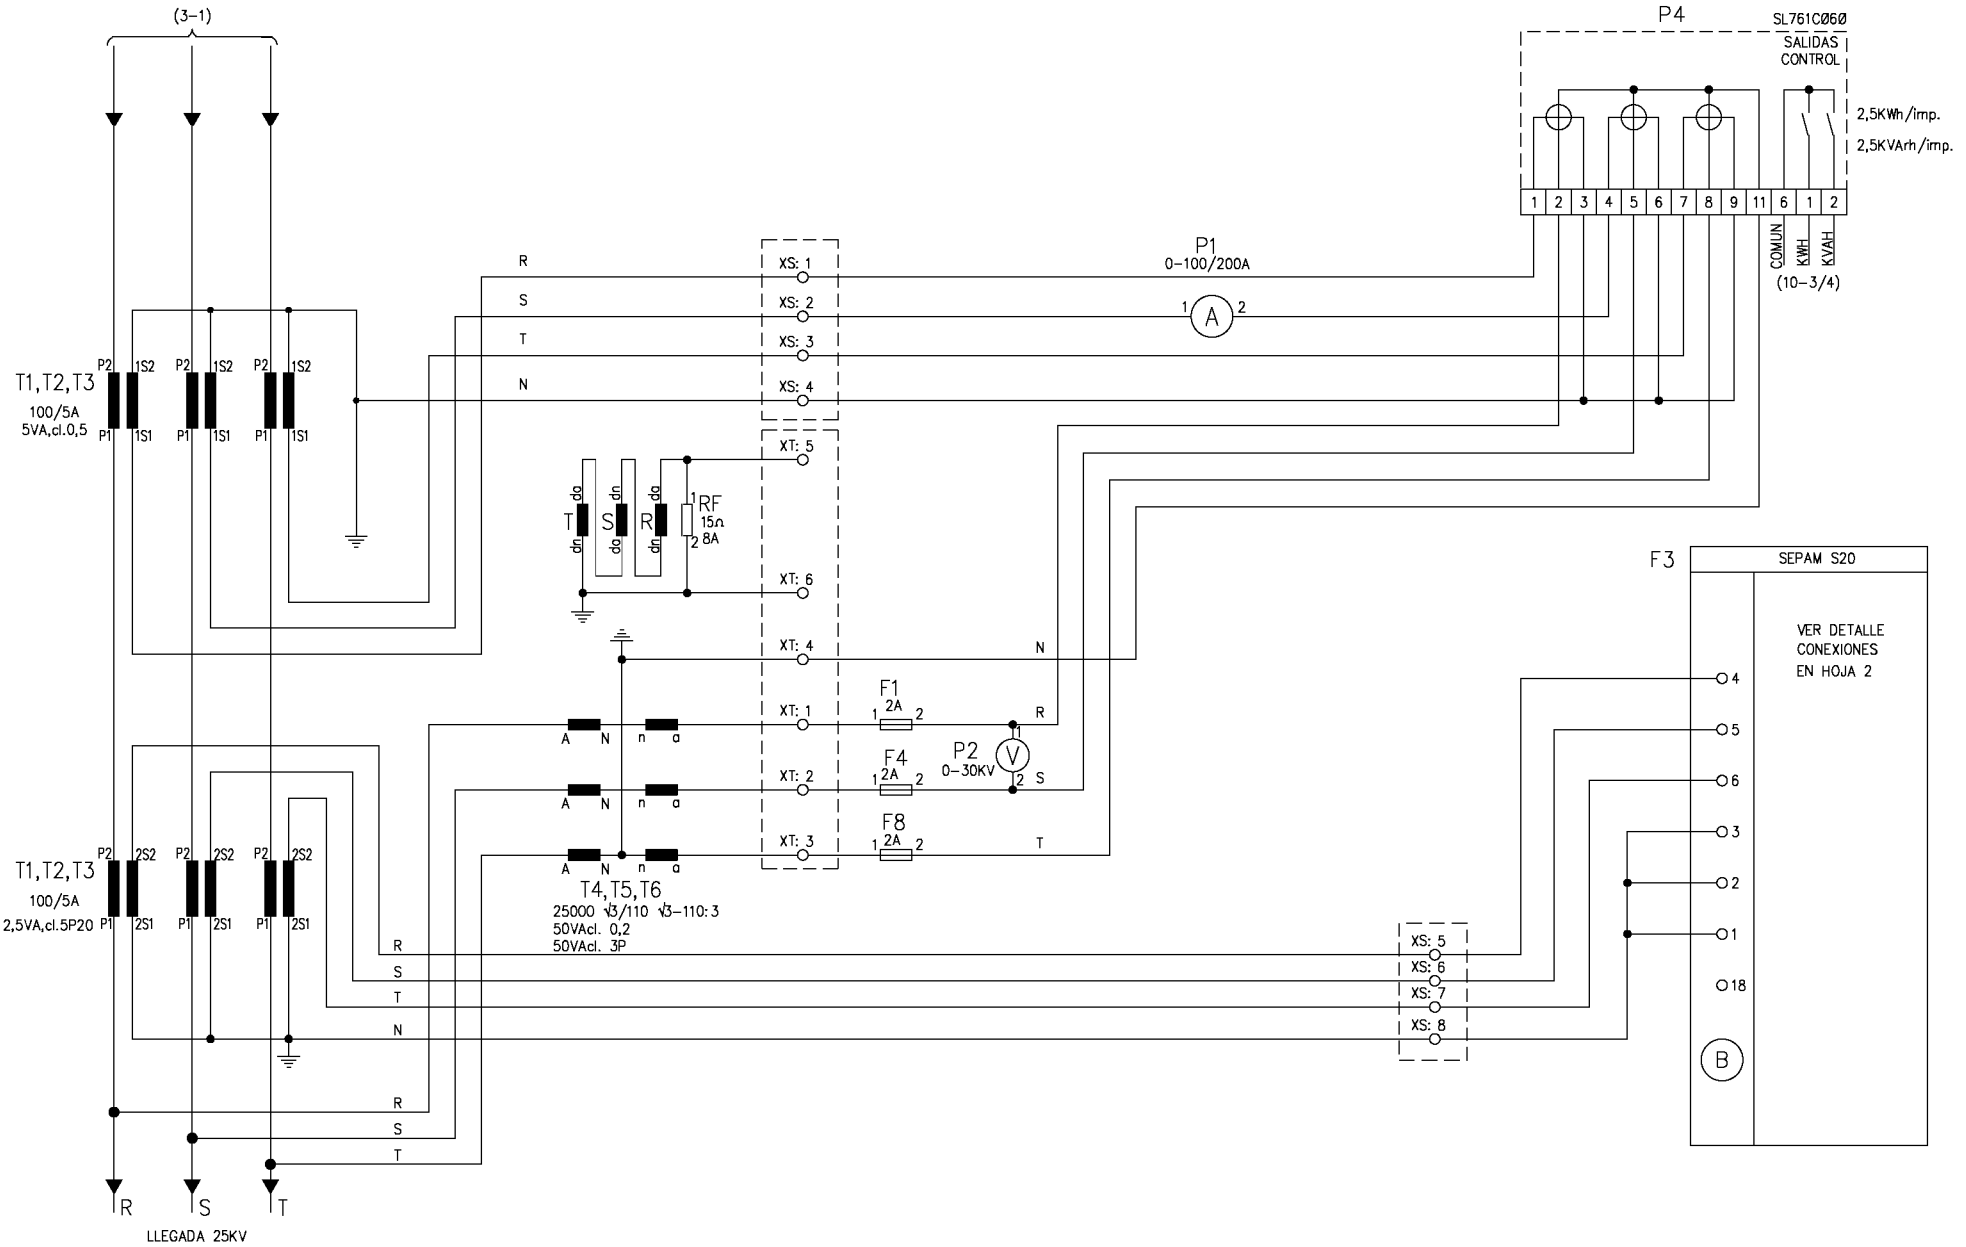 (3-1)
P4
SL761CØ6Ø
SALIDAS
CONTROL
2,5KWh/imp.
2,5KVArh/imp.
1 2 3 4 5 6 7 8 9 11 6 1 2
COMUN
KWH
KVAH
(10-3/4)
P1
0-100/200A
R
XS: 1
S
XS: 2
1 A 2
T
XS: 3
N
XS: 4
P2 1S2 P2 1S2 P2 1S2
T1,T2,T3
100/5A
5VA,cl.0,5
P1 1S1 P1 1S1 P1 1S1
XT: 5
da dn da
T S R
dn da dn
1 RF
15Ω
2 8A
XT: 6
F3
SEPAM S20
VER DETALLE
CONEXIONES
EN HOJA 2
4
5
6
3
2
1
18
B
XT: 4
N
F1
2A
XT: 1
1 2
R
A N n a
1
P2
V
0-30KV
2
F4
2A
XT: 2
1 2
S
A N n a
F8
2A
XT: 3
1 2
T
A N n a
T4,T5,T6
25000 √3/110 √3-110:3
50VAcl. 0,2
50VAcl. 3P
P2 2S2 P2 2S2 P2 2S2
T1,T2,T3
100/5A
2,5VA,cl.5P20
P1 2S1 P1 2S1 P1 2S1
R
XS: 5
S
XS: 6
T
XS: 7
N
XS: 8
R
S
T
R S T
LLEGADA 25KV